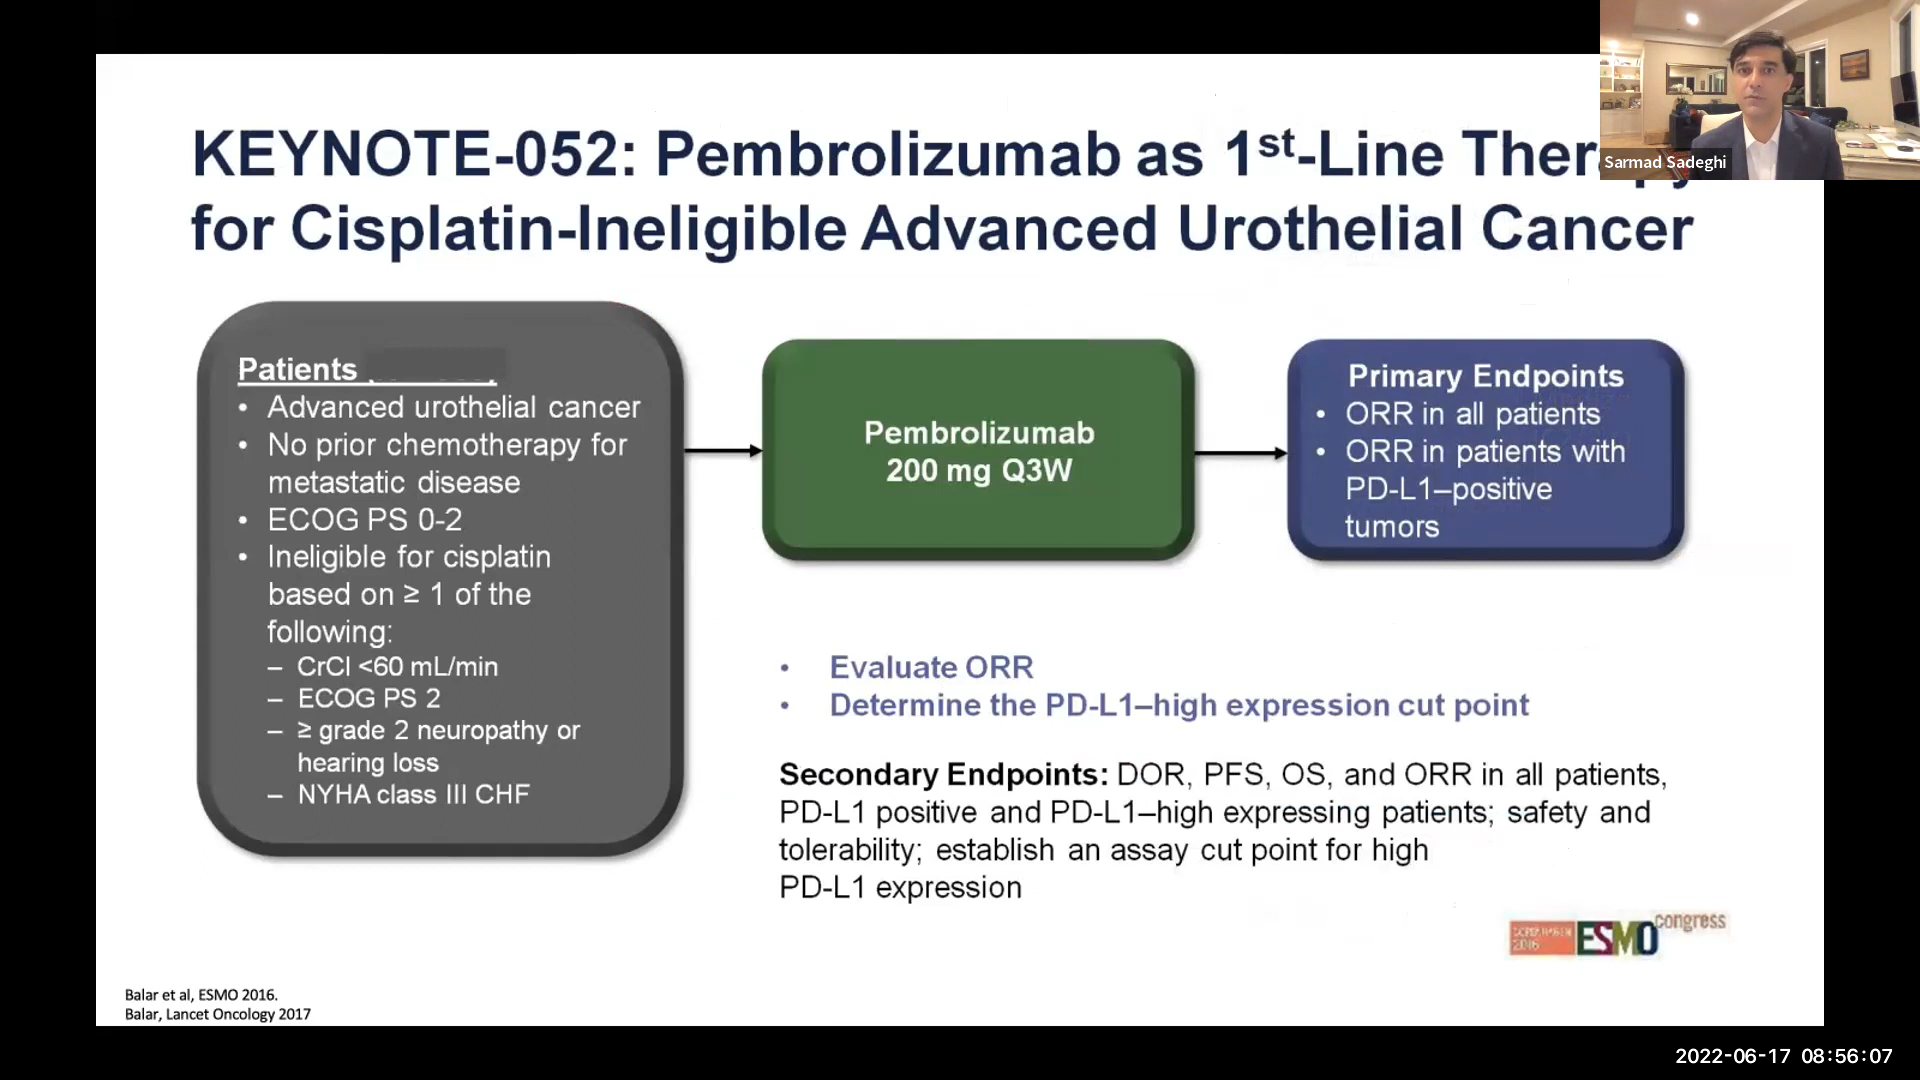 KEYNOTE-052: Pembrolizumab as 1st-Line
for Cisplatin-Ineligible Advanced Urothelial Cancer
Sarmad Sadeghi
Patients
• Advanced urothelial cancer
• No prior chemotherapy for
metastatic disease
• ECOG PS 0-2
• Ineligible for cisplatin
based on ≥ 1 of the
following:
– CrCl <60 mL/min
– ECOG PS 2
– ≥ grade 2 neuropathy or
hearing loss
– NYHA class III CHF
Pembrolizumab
200 mg Q3W
Primary Endpoints
• ORR in all patients
• ORR in patients with
PD-L1–positive
tumors
• Evaluate ORR
• Determine the PD-L1–high expression cut point
Secondary Endpoints: DOR, PFS, OS, and ORR in all patients,
PD-L1 positive and PD-L1–high expressing patients; safety and
tolerability; establish an assay cut point for high
PD-L1 expression
COPENHAGEN
2016
ESMO congress
Balar et al, ESMO 2016.
Balar, Lancet Oncology 2017
2022-06-17 08:56:07